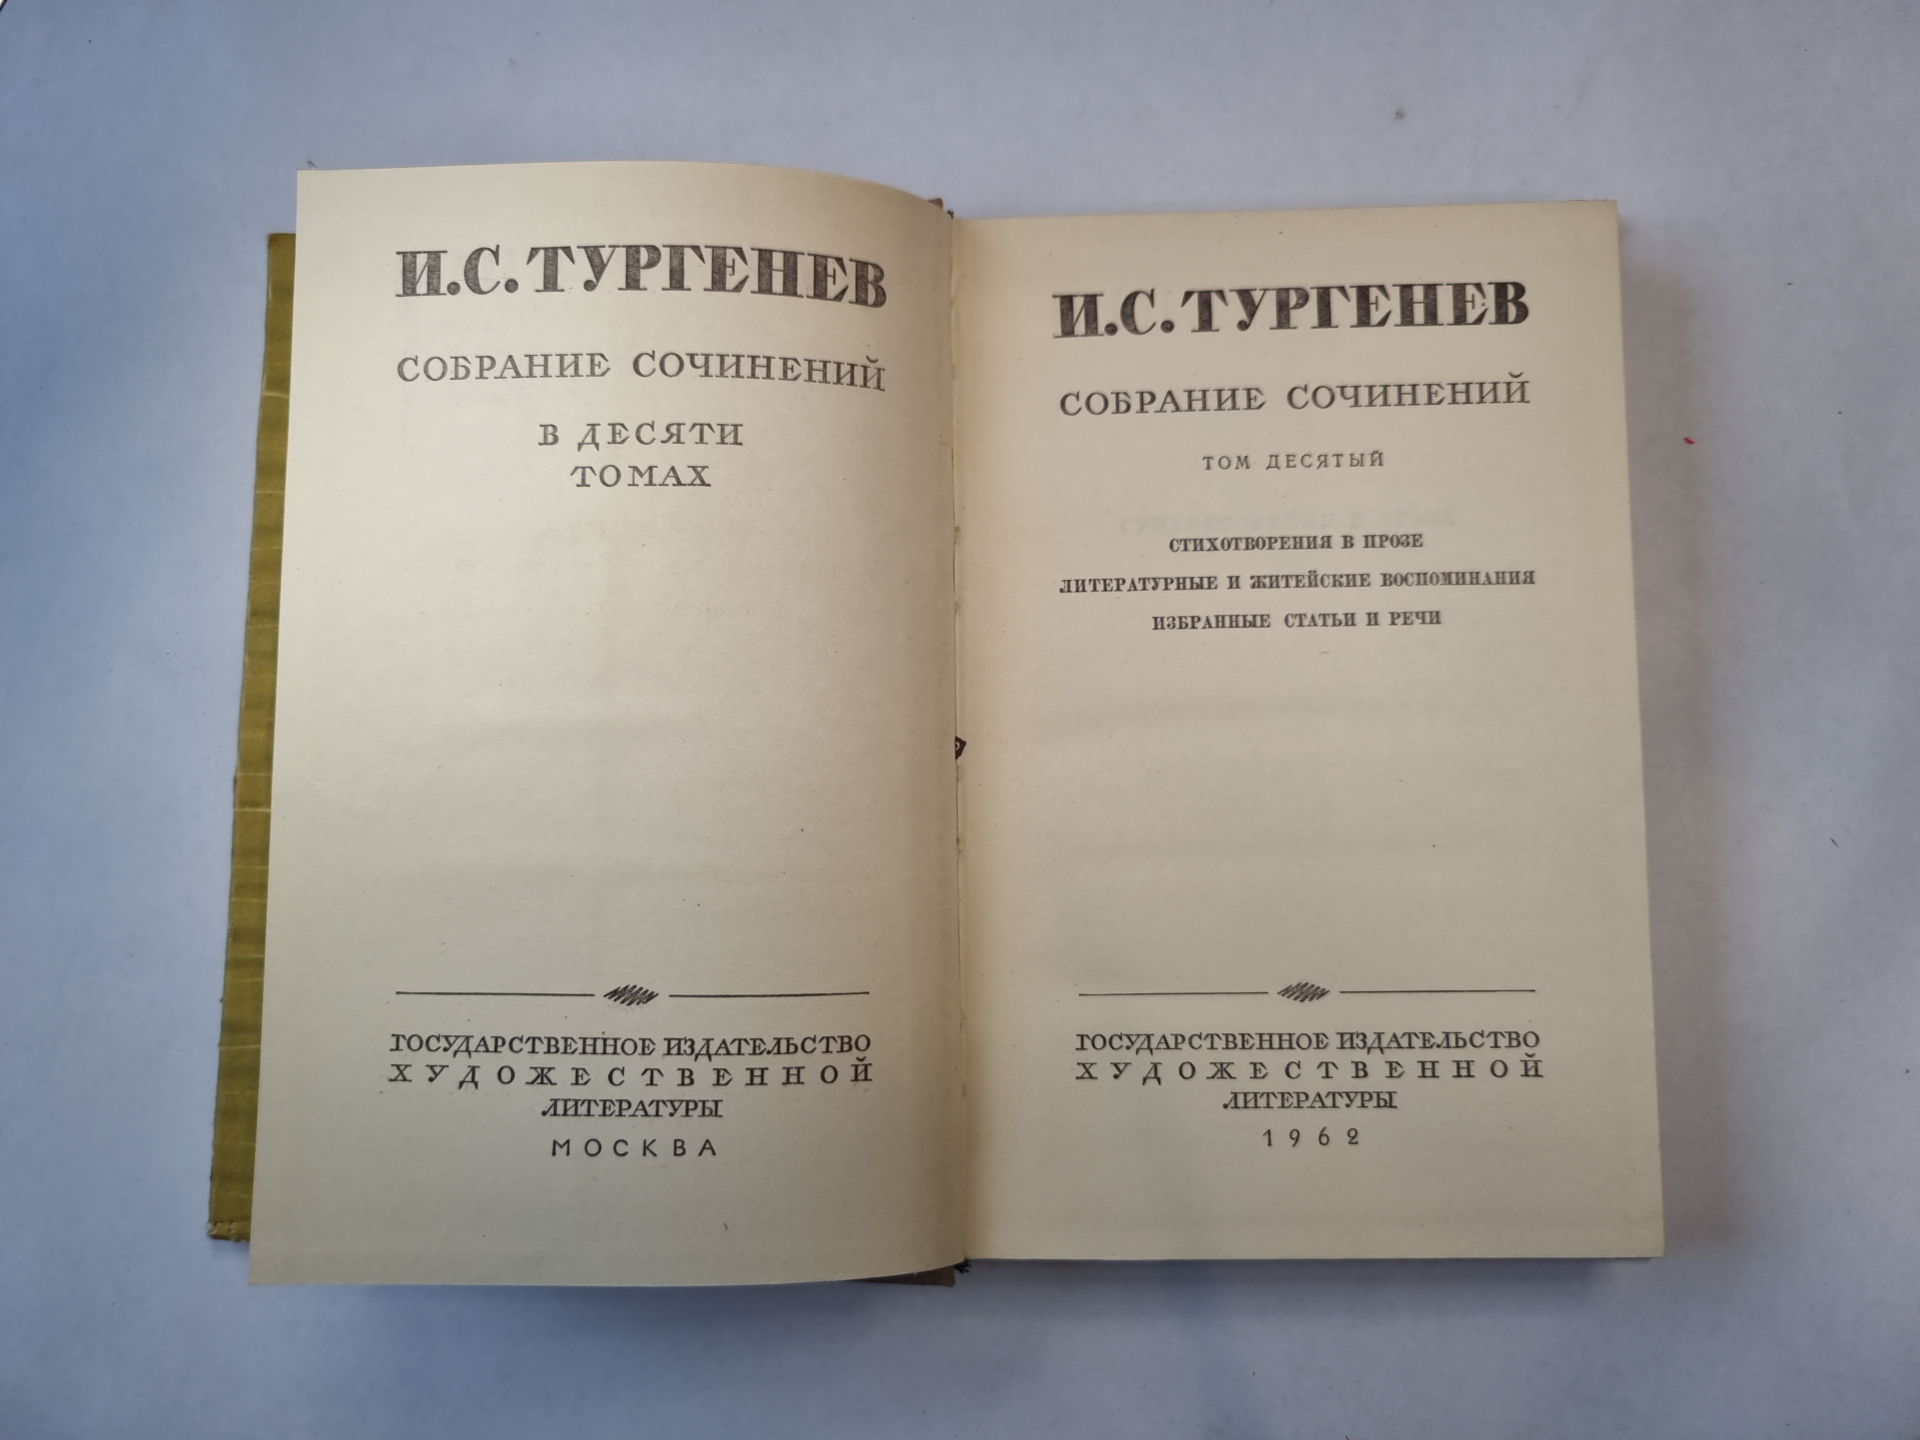 И.С. ТУРГЕНЕВ
СОБРАНИЕ СОЧИНЕНИЙ
В ДЕСЯТИ
ТОМАХ
ГОСУДАРСТВЕННОЕ ИЗДАТЕЛЬСТВО
ХУДОЖЕСТВЕННОЙ
ЛИТЕРАТУРЫ
МОСКВА
И.С. ТУРГЕНЕВ
СОБРАНИЕ СОЧИНЕНИЙ
ТОМ ДЕСЯТЫЙ
СТИХОТВОРЕНИЯ В ПРОЗЕ
ЛИТЕРАТУРНЫЕ И ЖИТЕЙСКИЕ ВОСПОМИНАНИЯ
ИЗБРАННЫЕ СТАТЬИ И РЕЧИ
ГОСУДАРСТВЕННОЕ ИЗДАТЕЛЬСТВО
ХУДОЖЕСТВЕННОЙ
ЛИТЕРАТУРЫ
1962